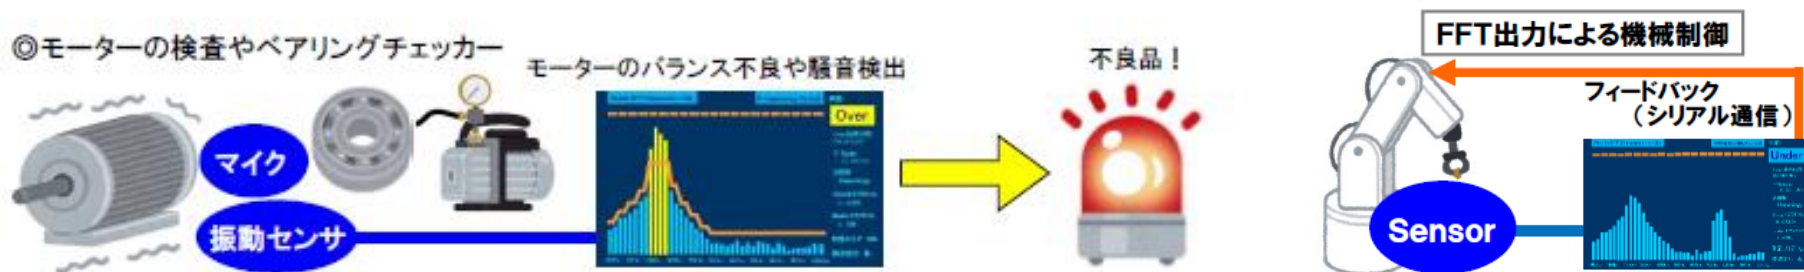 ◎モーターの検査やベアリングチェッカー
マイク
振動センサ
モーターのバランス不良や騒音検出
Over
不良品！
FFT出力による機械制御
フィードバック
（シリアル通信）
Under
Sensor